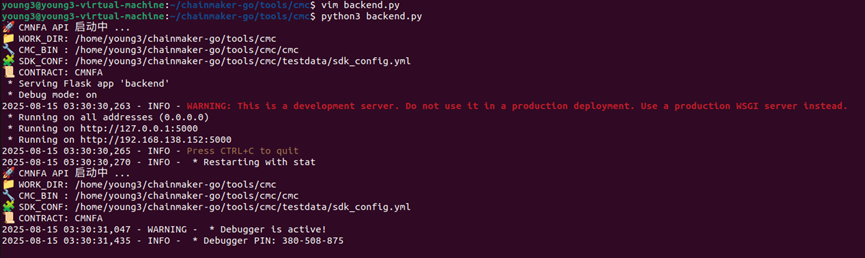 young3@young3-virtual-machine:~/chainmaker-go/tools/cmc$ vim backend.py
young3@young3-virtual-machine:~/chainmaker-go/tools/cmc$ python3 backend.py
🚀 CMNFA API 启动中 ...
📁 WORK_DIR: /home/young3/chainmaker-go/tools/cmc
🔧 CMC_BIN : /home/young3/chainmaker-go/tools/cmc/cmc
🧩 SDK_CONF: /home/young3/chainmaker-go/tools/cmc/testdata/sdk_config.yml
📜 CONTRACT: CMNFA
 * Serving Flask app 'backend'
 * Debug mode: on
2025-08-15 03:30:30,263 - INFO - WARNING: This is a development server. Do not use it in a production deployment. Use a production WSGI server instead.
 * Running on all addresses (0.0.0.0)
 * Running on http://127.0.0.1:5000
 * Running on http://192.168.138.152:5000
2025-08-15 03:30:30,265 - INFO - Press CTRL+C to quit
2025-08-15 03:30:30,270 - INFO -  * Restarting with stat
🚀 CMNFA API 启动中 ...
📁 WORK_DIR: /home/young3/chainmaker-go/tools/cmc
🔧 CMC_BIN : /home/young3/chainmaker-go/tools/cmc/cmc
🧩 SDK_CONF: /home/young3/chainmaker-go/tools/cmc/testdata/sdk_config.yml
📜 CONTRACT: CMNFA
2025-08-15 03:30:31,047 - WARNING -  * Debugger is active!
2025-08-15 03:30:31,435 - INFO -  * Debugger PIN: 380-508-875